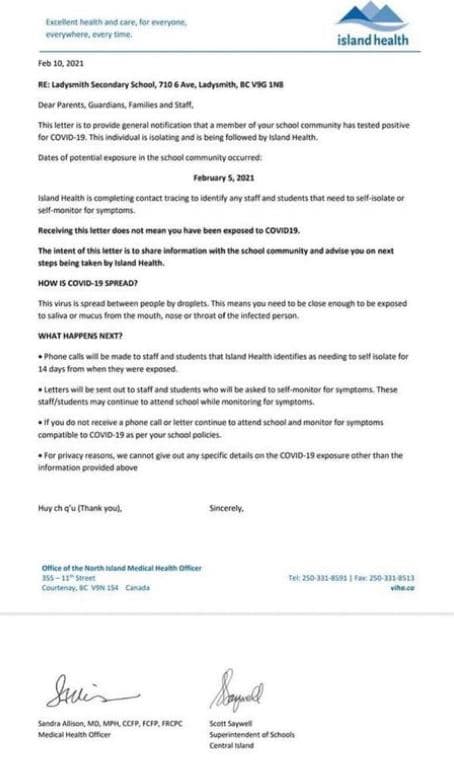 Excellent health and care, for everyone,
everywhere, every time.
island health
Feb 10, 2021
RE: Ladysmith Secondary School, 710 6 Ave, Ladysmith, BC V9G 1N8
Dear Parents, Guardians, Families and Staff,
This letter is to provide general notification that a member of your school community has tested positive
for COVID-19. This individual is isolating and is being followed by Island Health.
Dates of potential exposure in the school community occurred:
February 5, 2021
Island Health is completing contact tracing to identify any staff and students that need to self-isolate or
self-monitor for symptoms.
Receiving this letter does not mean you have been exposed to COVID19.
The intent of this letter is to share information with the school community and advise you on next
steps being taken by Island Health.
HOW IS COVID-19 SPREAD?
This virus is spread between people by droplets. This means you need to be close enough to be exposed
to saliva or mucus from the mouth, nose or throat of the infected person.
WHAT HAPPENS NEXT?
• Phone calls will be made to staff and students that Island Health identifies as needing to self isolate for
14 days from when they were exposed.
• Letters will be sent out to staff and students who will be asked to self-monitor for symptoms. These
staff/students may continue to attend school while monitoring for symptoms.
• If you do not receive a phone call or letter continue to attend school and monitor for symptoms
compatible to COVID-19 as per your school policies.
• For privacy reasons, we cannot give out any specific details on the COVID-19 exposure other than the
information provided above
Huy ch q'u (Thank you), Sincerely,
Office of the North Island Medical Health Officer
355 – 11th Street Tel: 250-331-8591 | Fax: 250-331-8513
Courtenay, BC V9N 1S4 Canada viha.ca
Sandra Allison, MD, MPH, CCFP, FCFP, FRCPC Scott Saywell
Medical Health Officer Superintendent of Schools
Central Island